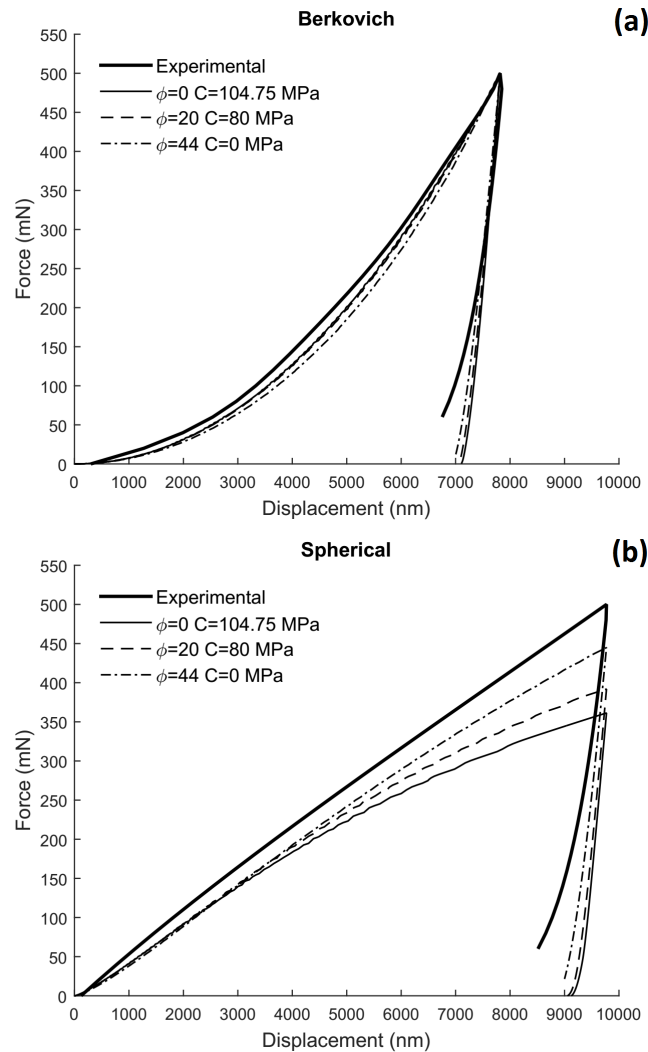 Berkovich
(a)
550
500
450
400
350
300
250
200
150
100
50
0
Force (mN)
Experimental
ϕ=0 C=104.75 MPa
ϕ=20 C=80 MPa
ϕ=44 C=0 MPa
0 1000 2000 3000 4000 5000 6000 7000 8000 9000 10000
Displacement (nm)
Spherical
(b)
550
500
450
400
350
300
250
200
150
100
50
0
Force (mN)
Experimental
ϕ=0 C=104.75 MPa
ϕ=20 C=80 MPa
ϕ=44 C=0 MPa
0 1000 2000 3000 4000 5000 6000 7000 8000 9000 10000
Displacement (nm)